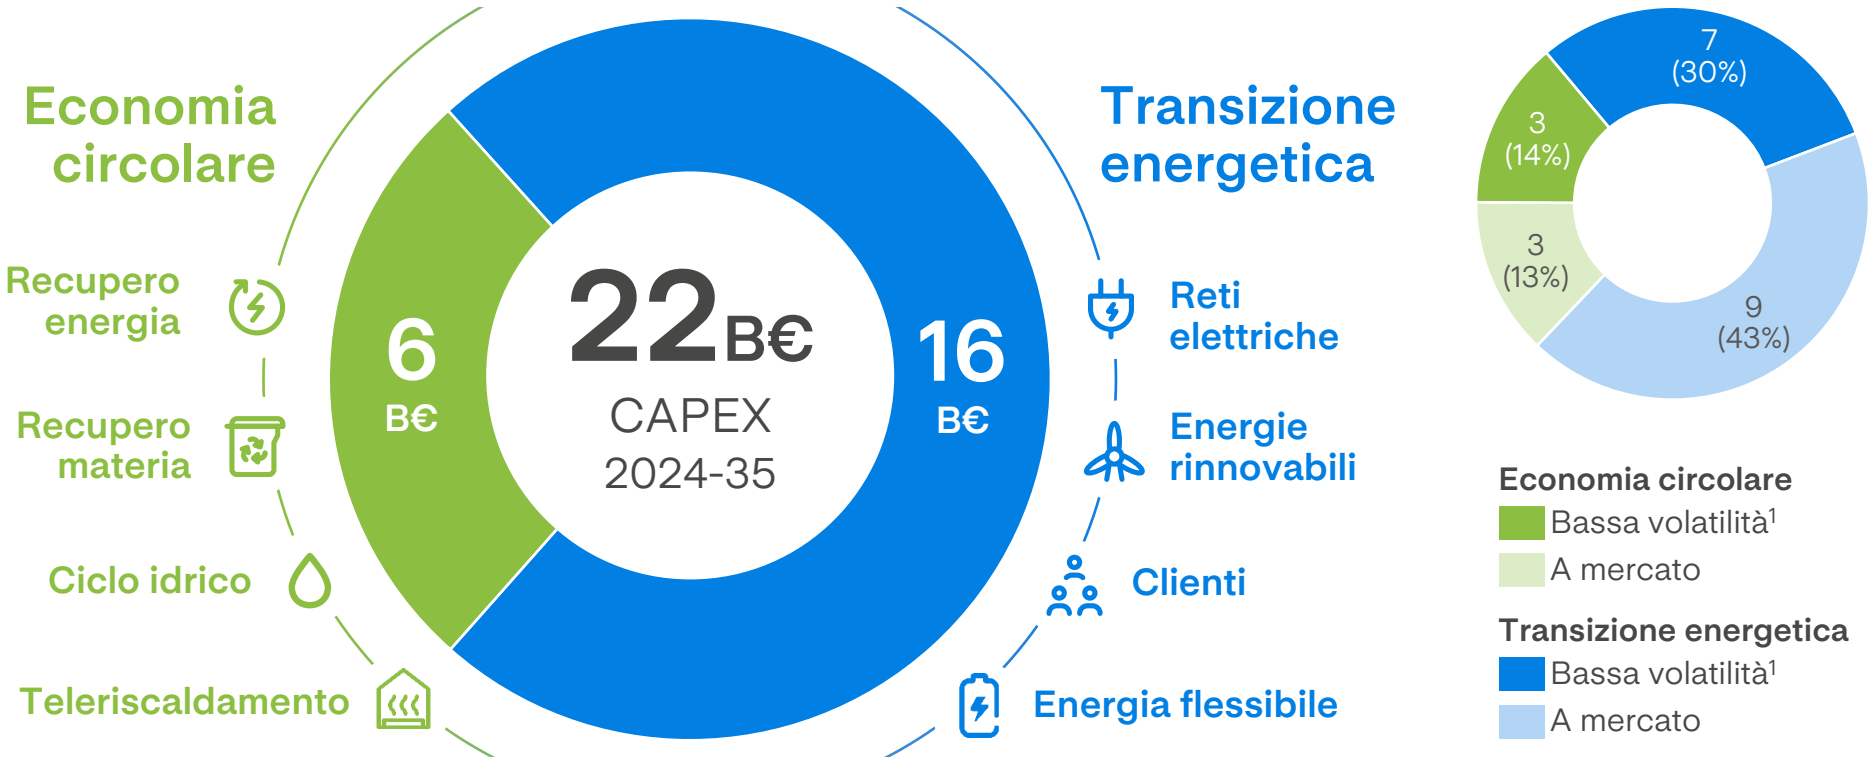 Economia
circolare
Recupero
energia
Recupero
materia
Ciclo idrico
Teleriscaldamento
6
B€
22B€
CAPEX
2024-35
16
B€
Transizione
energetica
Reti
elettriche
Energie
rinnovabili
Clienti
Energia flessibile
7
(30%)
3
(14%)
3
(13%)
9
(43%)
Economia circolare
Bassa volatilità¹
A mercato
Transizione energetica
Bassa volatilità¹
A mercato